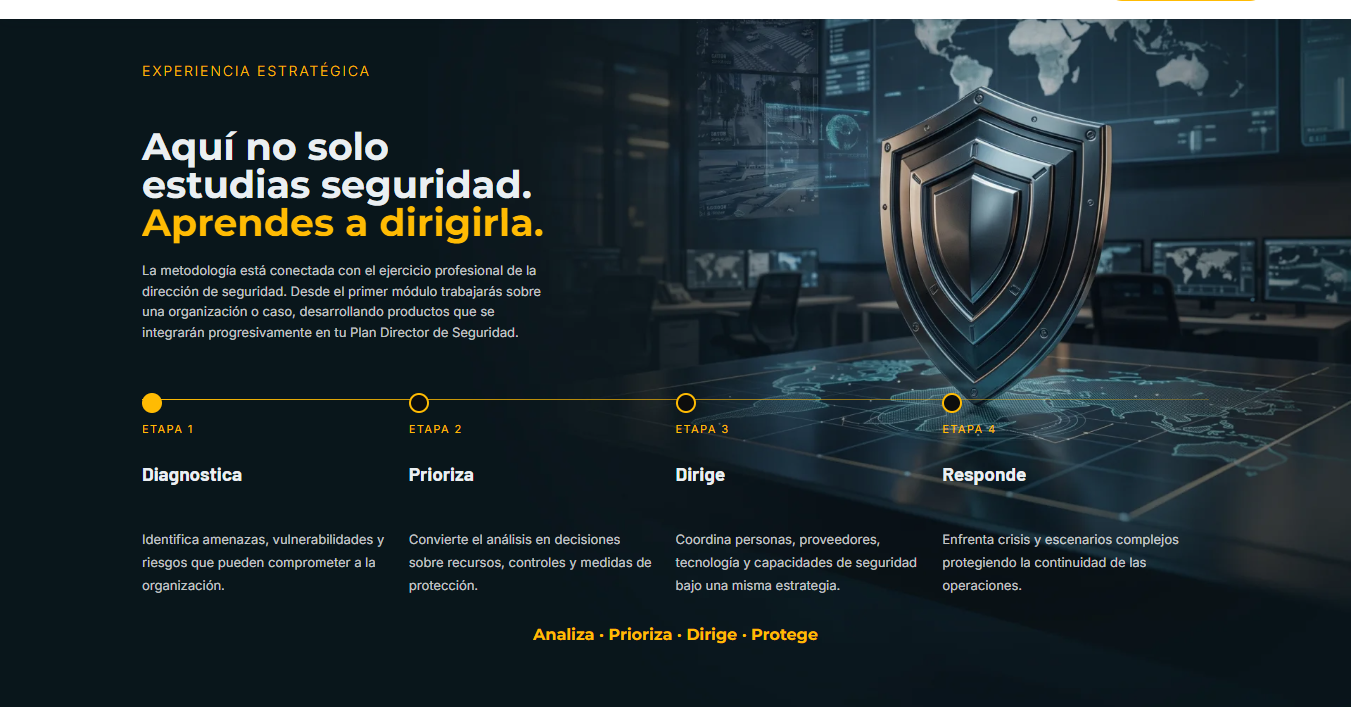 EXPERIENCIA ESTRATÉGICA
Aquí no solo
estudias seguridad.
Aprendes a dirigirla.
La metodología está conectada con el ejercicio profesional de la
dirección de seguridad. Desde el primer módulo trabajarás sobre
una organización o caso, desarrollando productos que se
integrarán progresivamente en tu Plan Director de Seguridad.
ETAPA 1
Diagnostica
Identifica amenazas, vulnerabilidades y
riesgos que pueden comprometer a la
organización.
ETAPA 2
Prioriza
Convierte el análisis en decisiones
sobre recursos, controles y medidas de
protección.
ETAPA 3
Dirige
Coordina personas, proveedores,
tecnología y capacidades de seguridad
bajo una misma estrategia.
ETAPA 4
Responde
Enfrenta crisis y escenarios complejos
protegiendo la continuidad de las
operaciones.
Analiza · Prioriza · Dirige · Protege